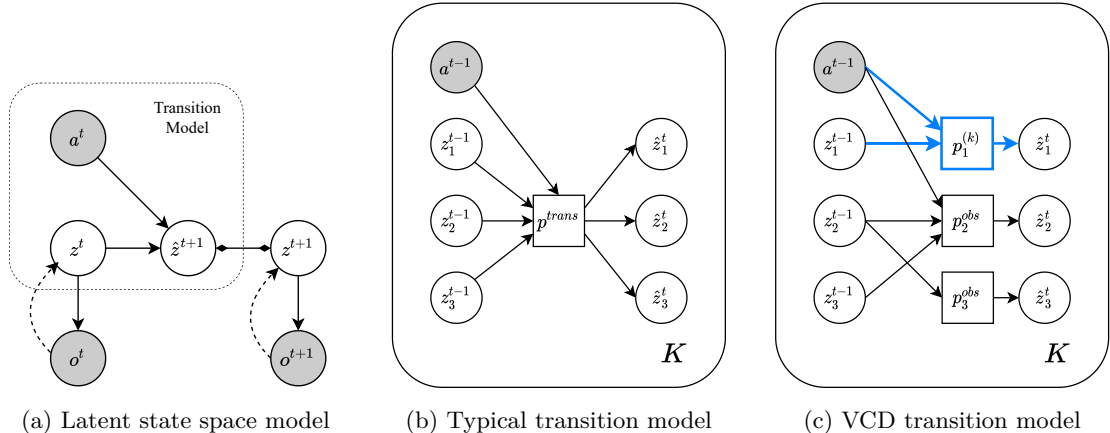 Transition
Model
a^t
z^t
ẑ^{t+1}
z^{t+1}
o^t
o^{t+1}
(a) Latent state space model
a^{t-1}
z_1^{t-1}
z_2^{t-1}
z_3^{t-1}
p^{trans}
ẑ_1^t
ẑ_2^t
ẑ_3^t
K
(b) Typical transition model
a^{t-1}
z_1^{t-1}
z_2^{t-1}
z_3^{t-1}
p_1^{(k)}
p_2^{obs}
p_3^{obs}
ẑ_1^t
ẑ_2^t
ẑ_3^t
K
(c) VCD transition model